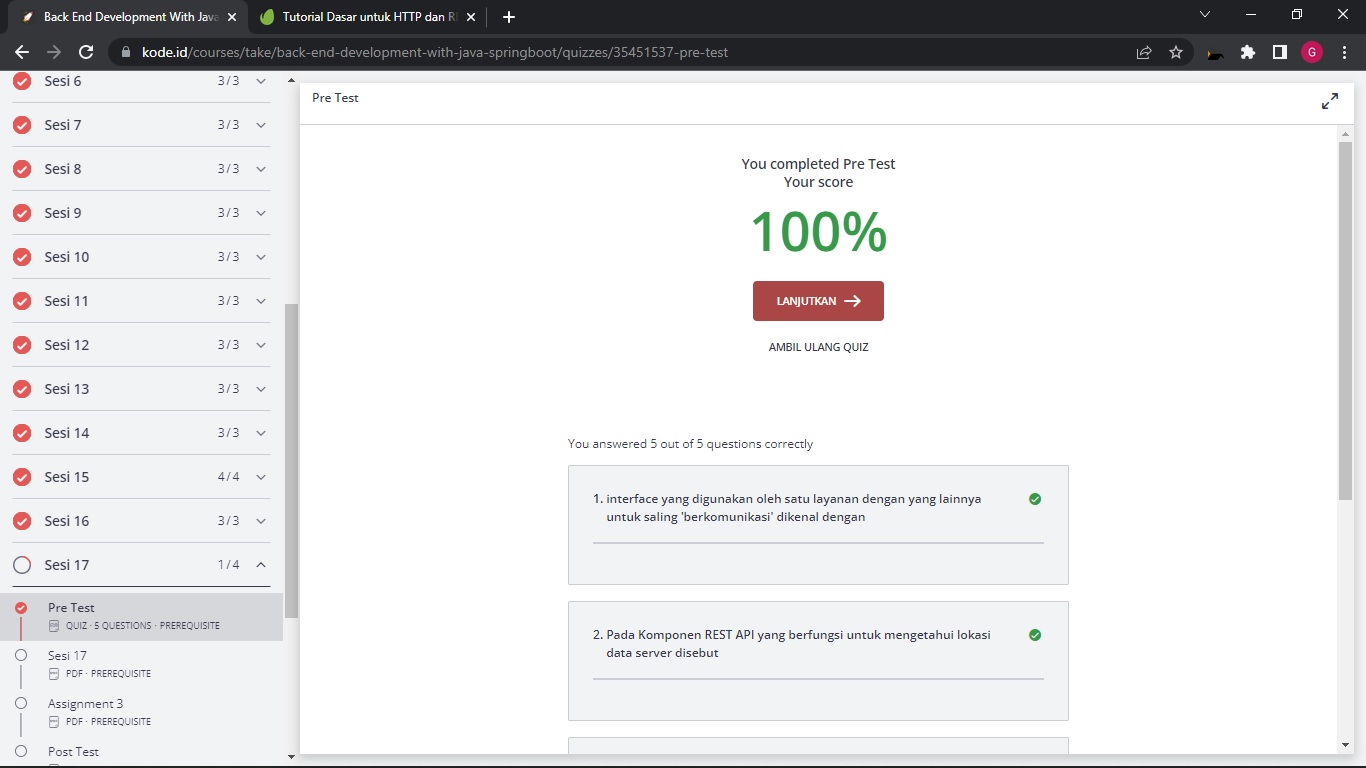 Back End Development With Java
Tutorial Dasar untuk HTTP dan R
kode.id/courses/take/back-end-development-with-java-springboot/quizzes/35451537-pre-test
G
Sesi 6 3/3
Sesi 7 3/3
Sesi 8 3/3
Sesi 9 3/3
Sesi 10 3/3
Sesi 11 3/3
Sesi 12 3/3
Sesi 13 3/3
Sesi 14 3/3
Sesi 15 4/4
Sesi 16 3/3
Sesi 17 1/4
Pre Test
QUIZ · 5 QUESTIONS · PREREQUISITE
Sesi 17
PDF · PREREQUISITE
Assignment 3
PDF · PREREQUISITE
Post Test
Pre Test
You completed Pre Test
Your score
100%
LANJUTKAN
AMBIL ULANG QUIZ
You answered 5 out of 5 questions correctly
1. interface yang digunakan oleh satu layanan dengan yang lainnya
untuk saling 'berkomunikasi' dikenal dengan
2. Pada Komponen REST API yang berfungsi untuk mengetahui lokasi
data server disebut